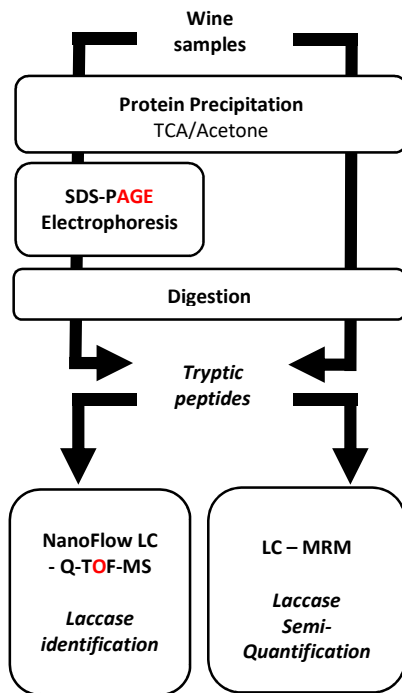 Wine
samples
Protein Precipitation
TCA/Acetone
SDS-PAGE
Electrophoresis
Digestion
Tryptic
peptides
NanoFlow LC
- Q-TOF-MS
Laccase
identification
LC – MRM
Laccase
Semi-
Quantification